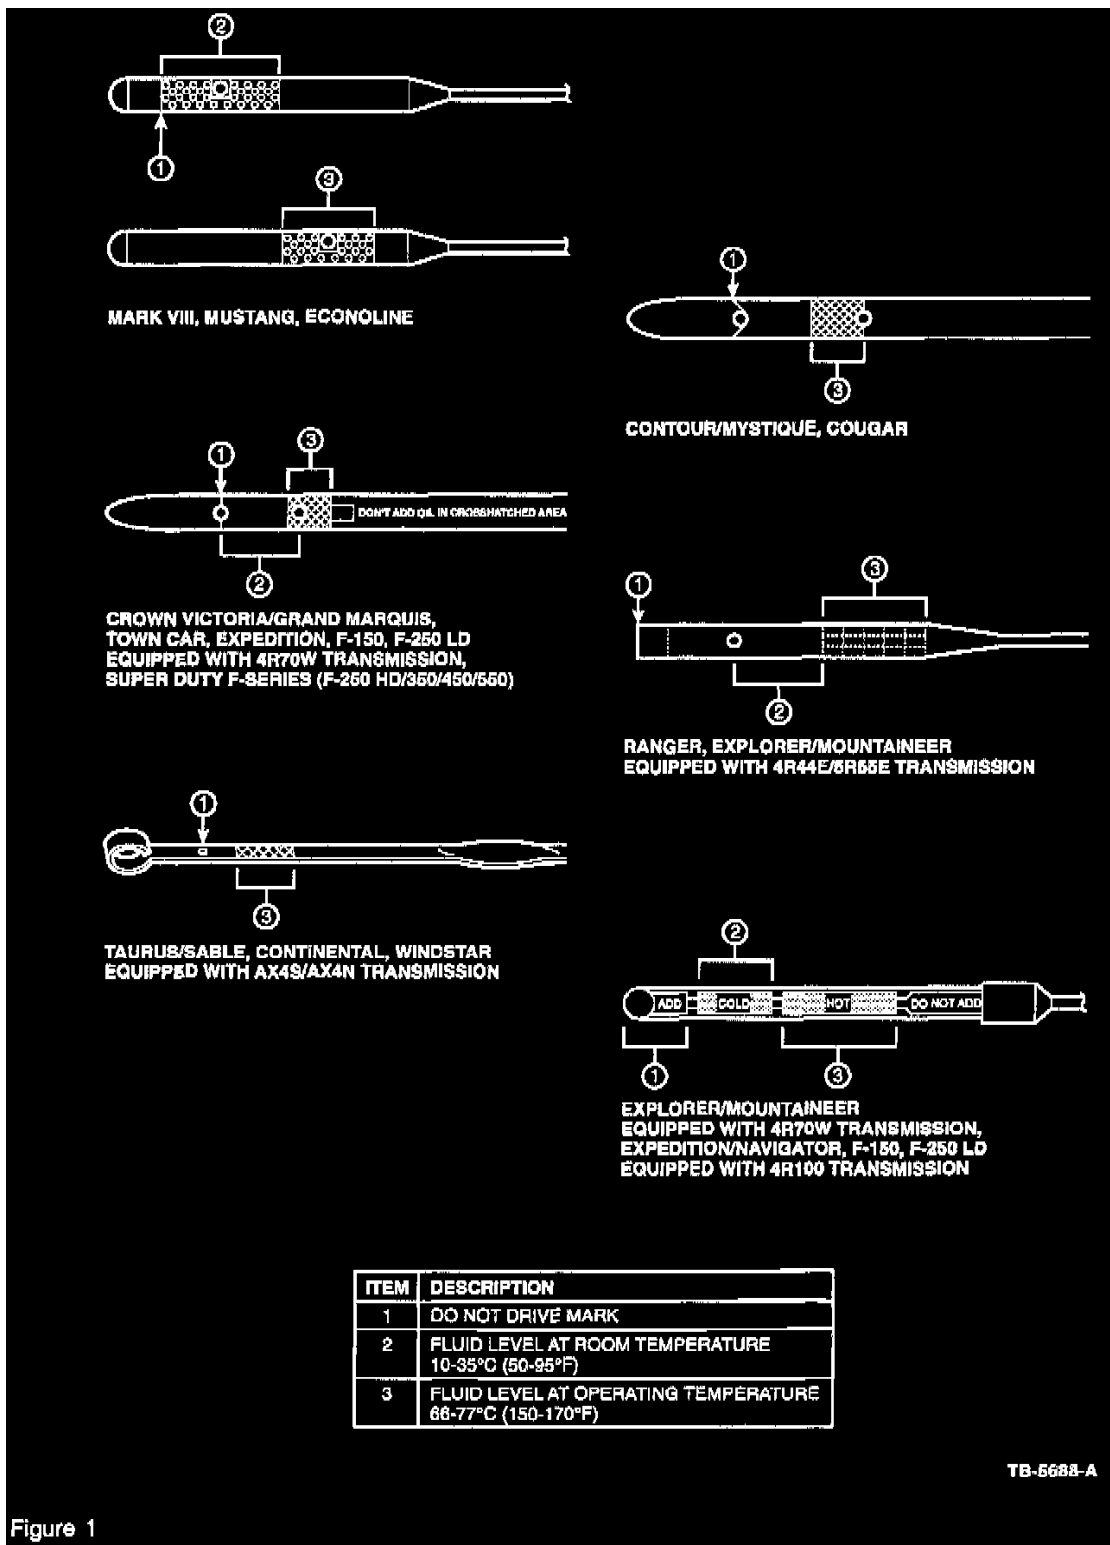 2
1
3
MARK VIII, MUSTANG, ECONOLINE
1
3
CONTOUR/MYSTIQUE, COUGAR
1
3
DON'T ADD OIL IN CROSSHATCHED AREA
2
CROWN VICTORIA/GRAND MARQUIS,
TOWN CAR, EXPEDITION, F-150, F-250 LD
EQUIPPED WITH 4R70W TRANSMISSION,
SUPER DUTY F-SERIES (F-250 HD/350/450/550)
1
3
2
RANGER, EXPLORER/MOUNTAINEER
EQUIPPED WITH 4R44E/5R55E TRANSMISSION
1
3
TAURUS/SABLE, CONTINENTAL, WINDSTAR
EQUIPPED WITH AX4S/AX4N TRANSMISSION
2
ADD COLD HOT DO NOT ADD
1
3
EXPLORER/MOUNTAINEER
EQUIPPED WITH 4R70W TRANSMISSION,
EXPEDITION/NAVIGATOR, F-150, F-250 LD
EQUIPPED WITH 4R100 TRANSMISSION
ITEM DESCRIPTION
1 DO NOT DRIVE MARK
2 FLUID LEVEL AT ROOM TEMPERATURE
10-35°C (50-95°F)
3 FLUID LEVEL AT OPERATING TEMPERATURE
66-77°C (150-170°F)
TB-5688-A
Figure 1